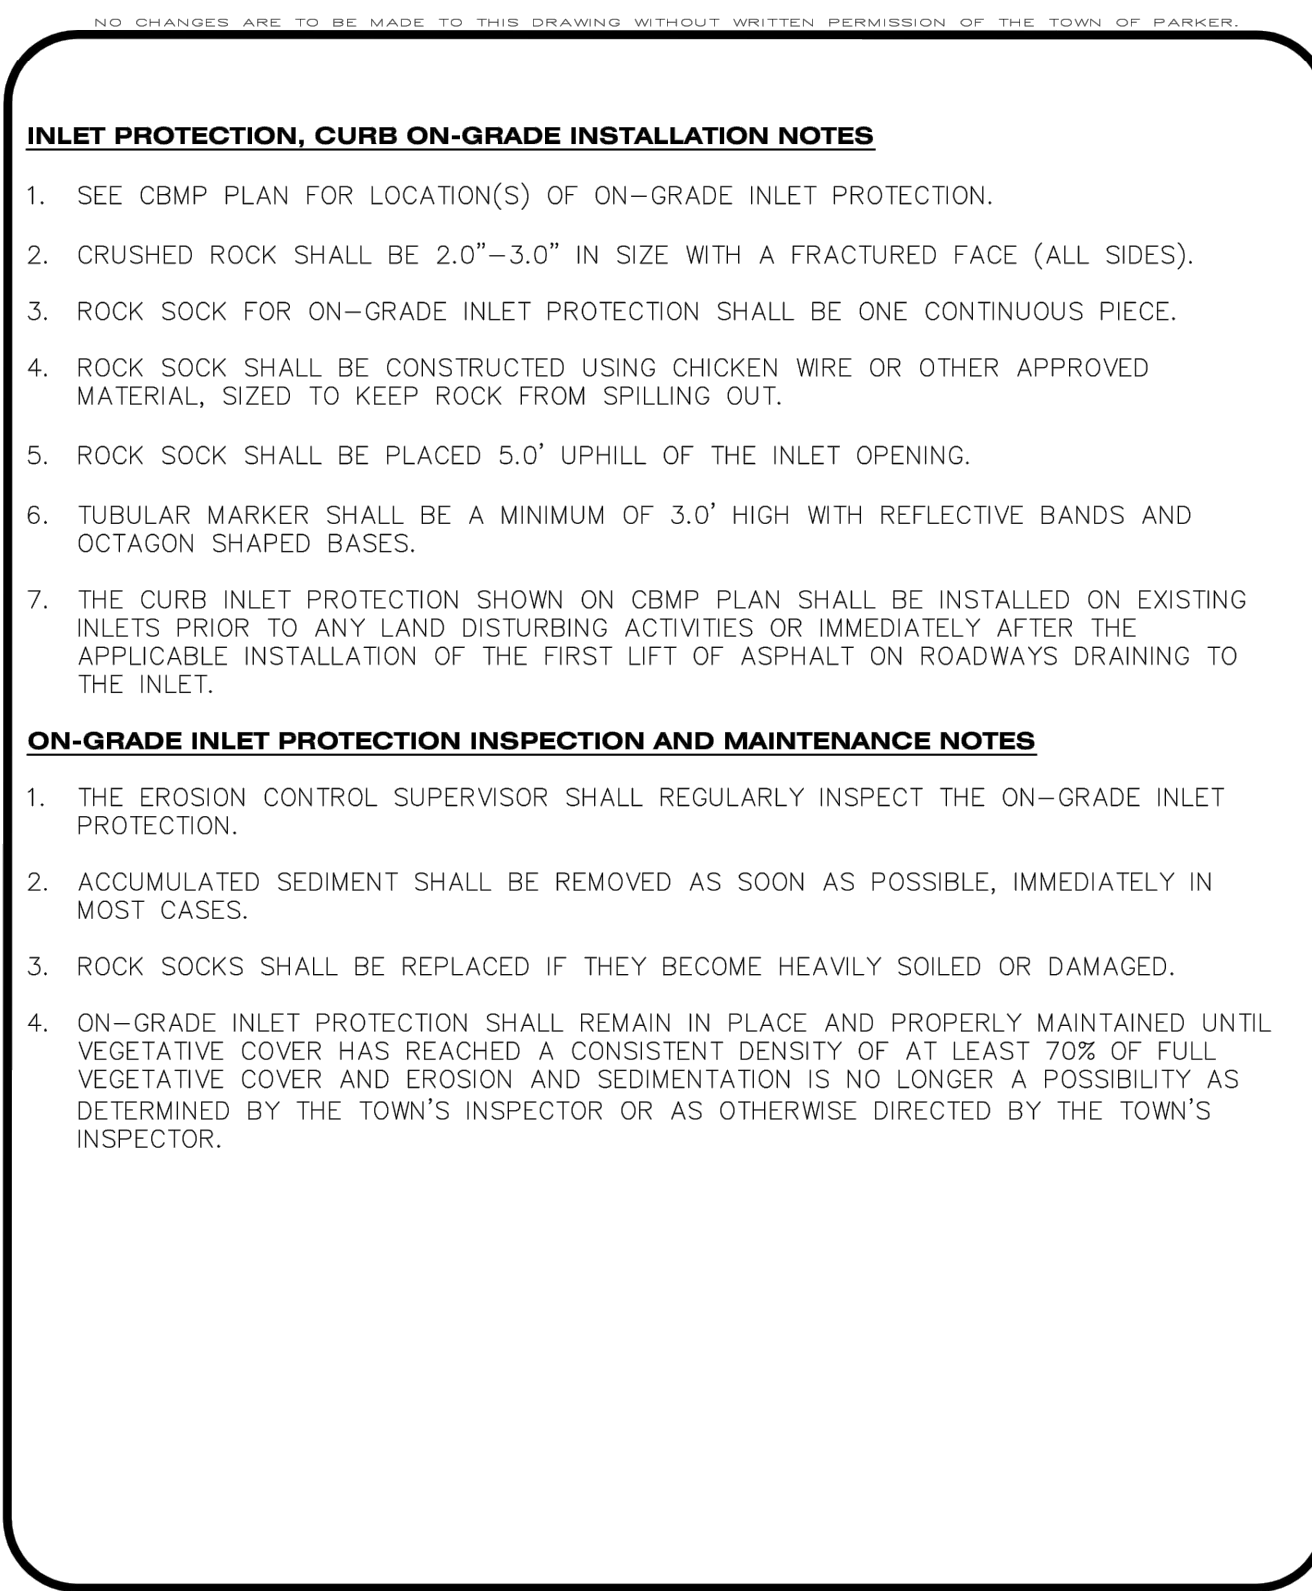 NO CHANGES ARE TO BE MADE TO THIS DRAWING WITHOUT WRITTEN PERMISSION OF THE TOWN OF PARKER.
INLET PROTECTION, CURB ON-GRADE INSTALLATION NOTES
1. SEE CBMP PLAN FOR LOCATION(S) OF ON-GRADE INLET PROTECTION.
2. CRUSHED ROCK SHALL BE 2.0"-3.0" IN SIZE WITH A FRACTURED FACE (ALL SIDES).
3. ROCK SOCK FOR ON-GRADE INLET PROTECTION SHALL BE ONE CONTINUOUS PIECE.
4. ROCK SOCK SHALL BE CONSTRUCTED USING CHICKEN WIRE OR OTHER APPROVED
MATERIAL, SIZED TO KEEP ROCK FROM SPILLING OUT.
5. ROCK SOCK SHALL BE PLACED 5.0' UPHILL OF THE INLET OPENING.
6. TUBULAR MARKER SHALL BE A MINIMUM OF 3.0' HIGH WITH REFLECTIVE BANDS AND
OCTAGON SHAPED BASES.
7. THE CURB INLET PROTECTION SHOWN ON CBMP PLAN SHALL BE INSTALLED ON EXISTING
INLETS PRIOR TO ANY LAND DISTURBING ACTIVITIES OR IMMEDIATELY AFTER THE
APPLICABLE INSTALLATION OF THE FIRST LIFT OF ASPHALT ON ROADWAYS DRAINING TO
THE INLET.
ON-GRADE INLET PROTECTION INSPECTION AND MAINTENANCE NOTES
1. THE EROSION CONTROL SUPERVISOR SHALL REGULARLY INSPECT THE ON-GRADE INLET
PROTECTION.
2. ACCUMULATED SEDIMENT SHALL BE REMOVED AS SOON AS POSSIBLE, IMMEDIATELY IN
MOST CASES.
3. ROCK SOCKS SHALL BE REPLACED IF THEY BECOME HEAVILY SOILED OR DAMAGED.
4. ON-GRADE INLET PROTECTION SHALL REMAIN IN PLACE AND PROPERLY MAINTAINED UNTIL
VEGETATIVE COVER HAS REACHED A CONSISTENT DENSITY OF AT LEAST 70% OF FULL
VEGETATIVE COVER AND EROSION AND SEDIMENTATION IS NO LONGER A POSSIBILITY AS
DETERMINED BY THE TOWN'S INSPECTOR OR AS OTHERWISE DIRECTED BY THE TOWN'S
INSPECTOR.